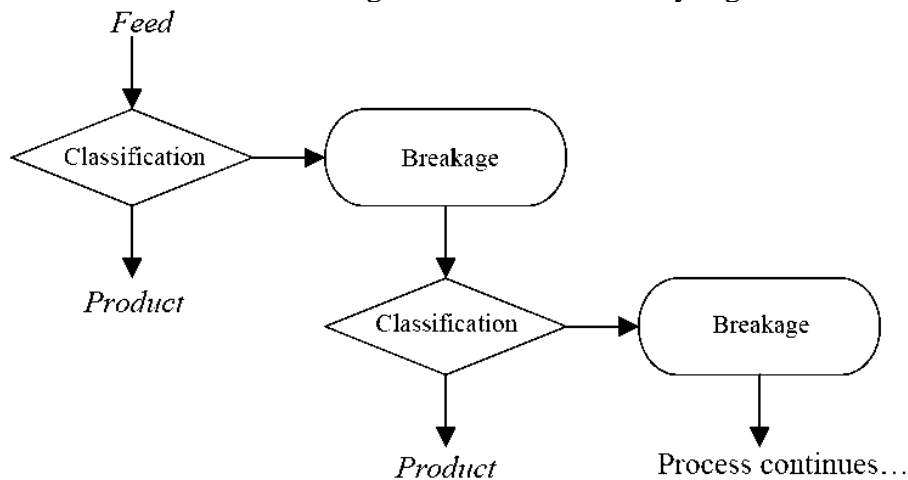 Feed
Classification
Breakage
Product
Classification
Breakage
Product
Process continues…